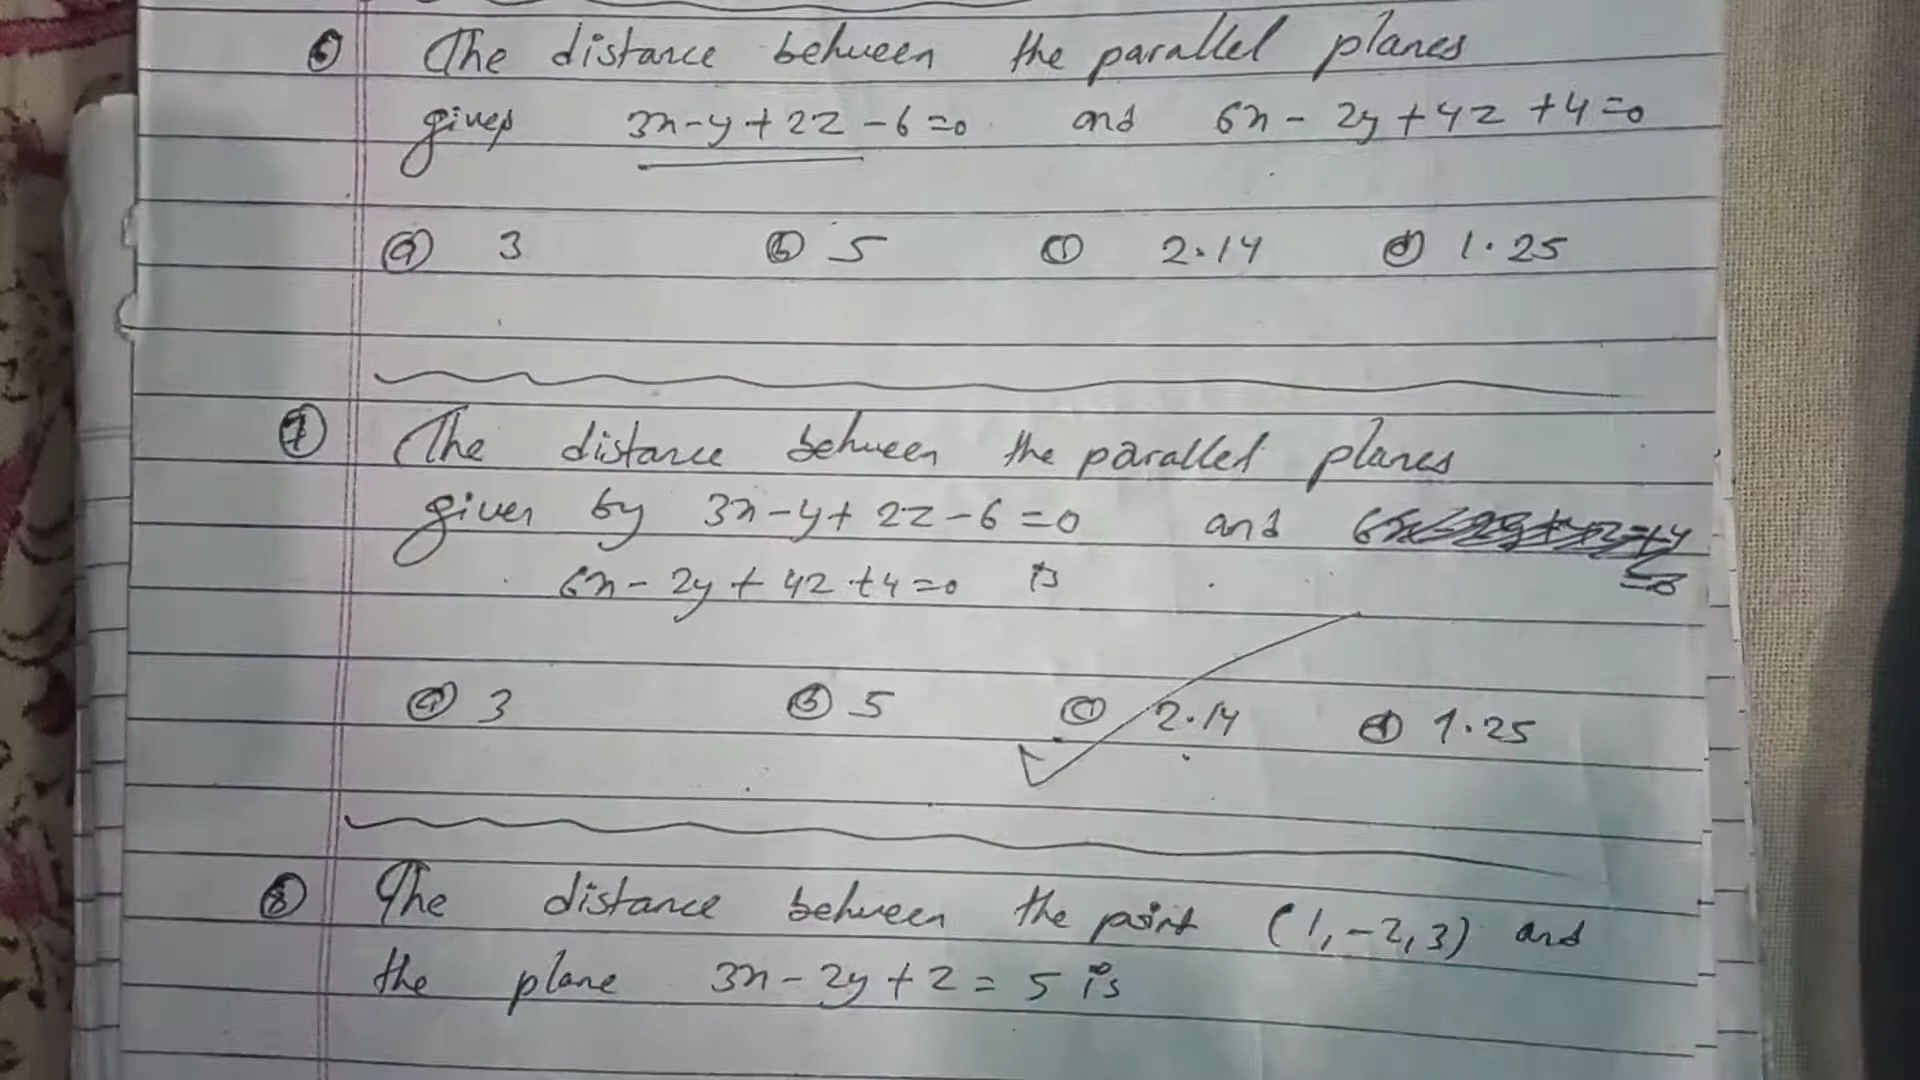 ⑥ The distance between the parallel planes
given 3x-y+2z-6=0 and 6x-2y+4z+4=0
ⓐ 3 ⓑ 5 ⓒ 2.14 ⓓ 1.25
⑦ The distance between the parallel planes
given by 3x-y+2z-6=0 and
6x-2y+4z+4=0 is
ⓐ 3 ⓑ 5 ⓒ 2.14 ⓓ 1.25
⑧ The distance between the point (1,-2,3) and
the plane 3x-2y+z=5 is